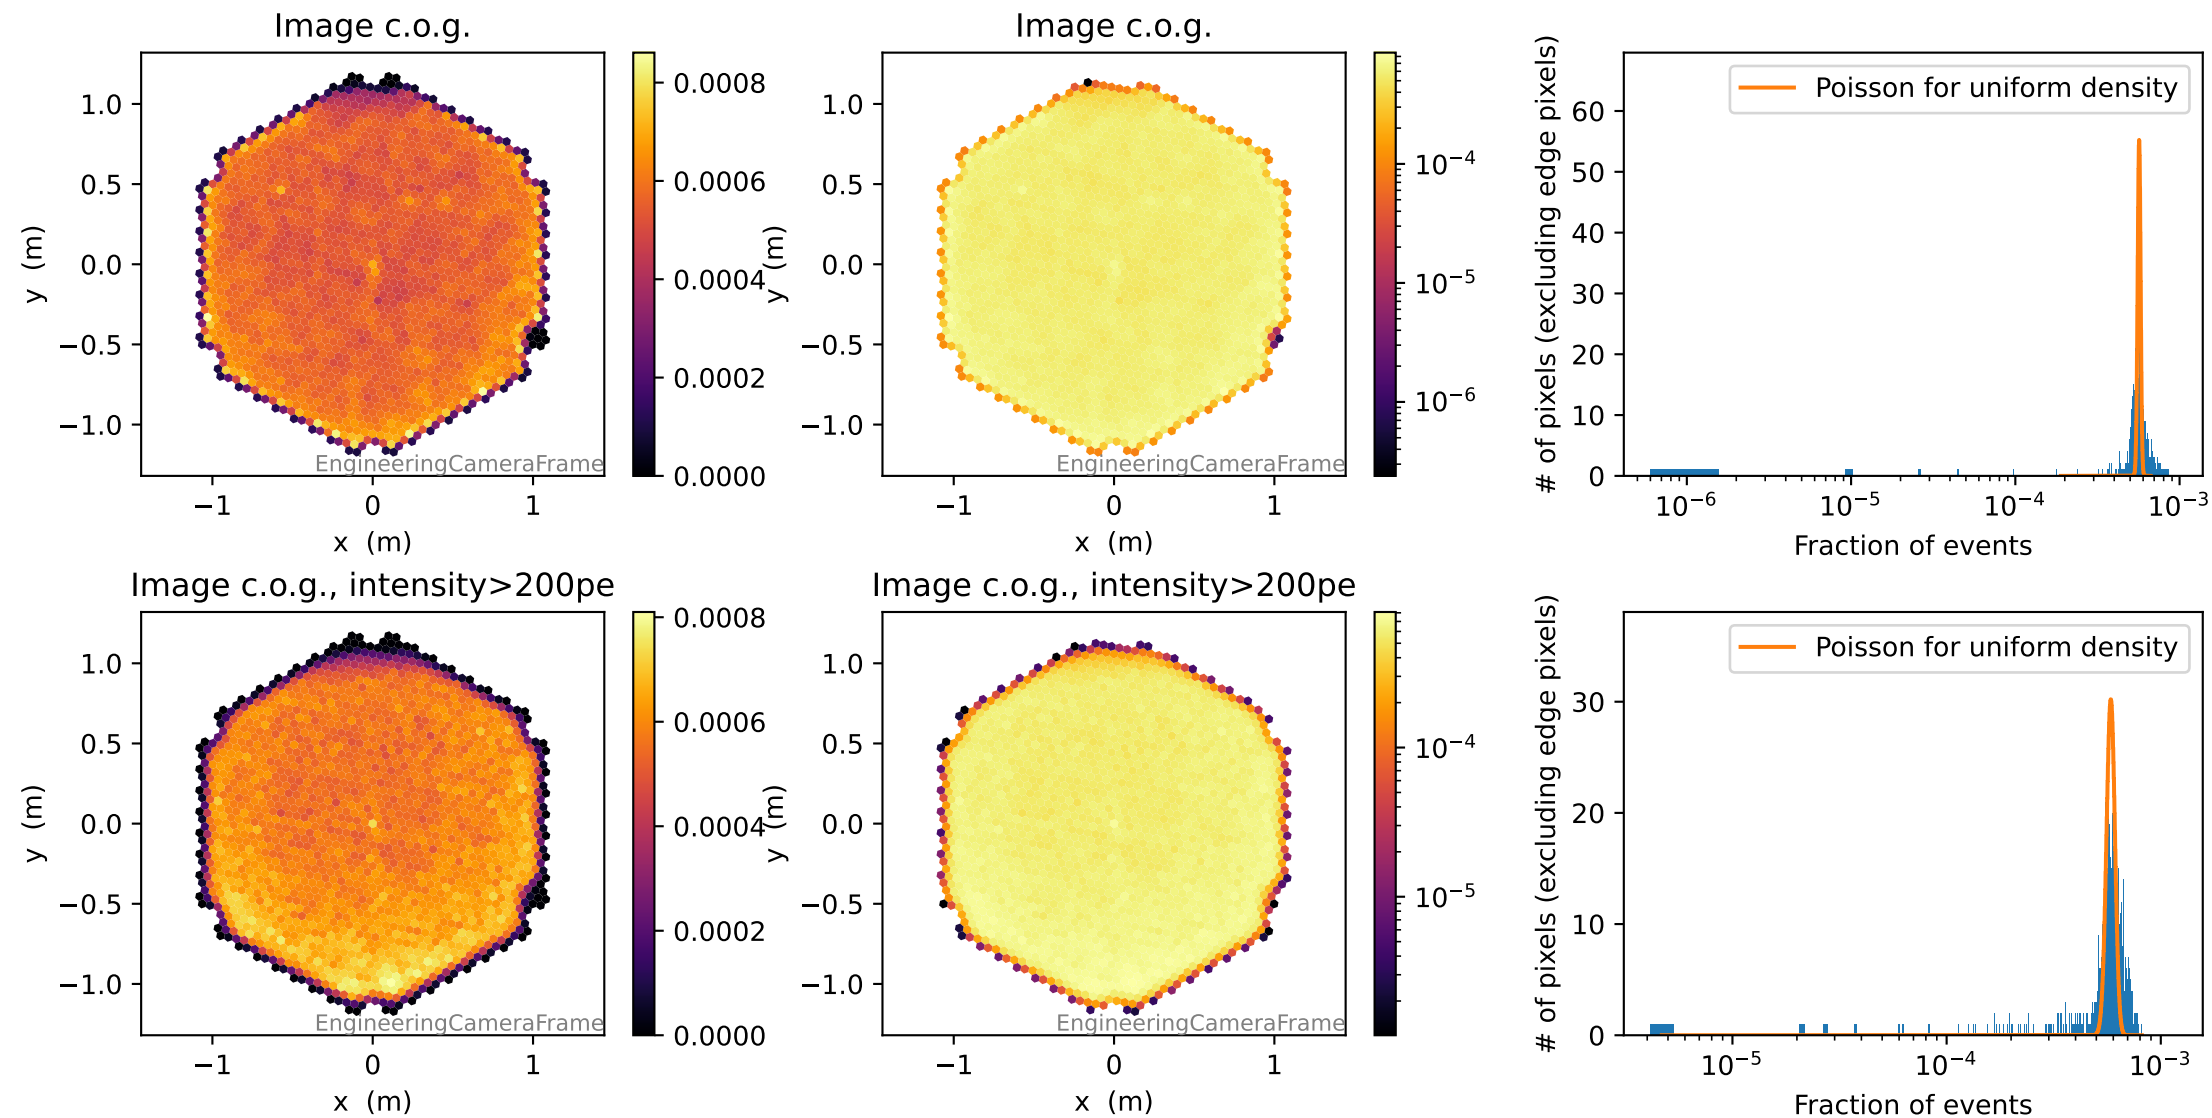 Image c.o.g.
1.0
0.5
0.0
−0.5
−1.0
y (m)
−1
0
1
x (m)
EngineeringCameraFrame
0.0008
0.0006
0.0004
0.0002
0.0000
Image c.o.g.
1.0
0.5
0.0
−0.5
−1.0
y (m)
−1
0
1
x (m)
EngineeringCameraFrame
10⁻⁴
10⁻⁵
10⁻⁶
# of pixels (excluding edge pixels)
60
50
40
30
20
10
0
Poisson for uniform density
10⁻⁶
10⁻⁵
10⁻⁴
10⁻³
Fraction of events
Image c.o.g., intensity>200pe
1.0
0.5
0.0
−0.5
−1.0
y (m)
−1
0
1
x (m)
EngineeringCameraFrame
0.0008
0.0006
0.0004
0.0002
0.0000
Image c.o.g., intensity>200pe
1.0
0.5
0.0
−0.5
−1.0
y (m)
−1
0
1
x (m)
EngineeringCameraFrame
10⁻⁴
10⁻⁵
# of pixels (excluding edge pixels)
30
20
10
0
Poisson for uniform density
10⁻⁵
10⁻⁴
10⁻³
Fraction of events